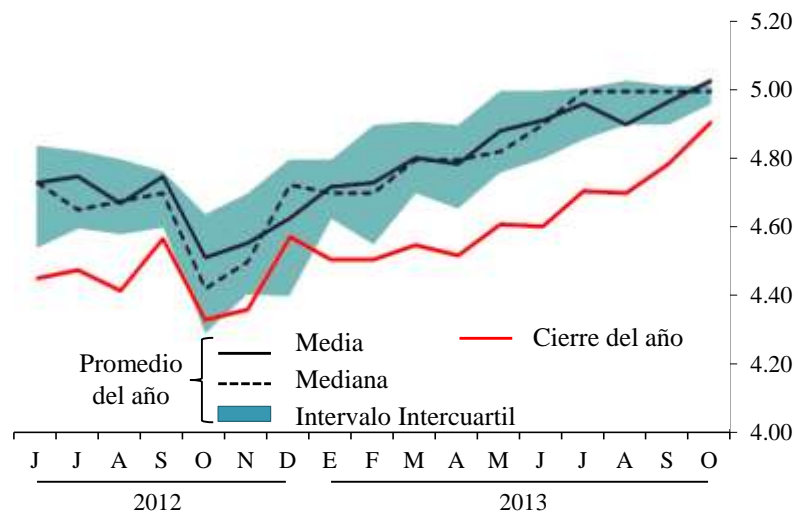 5.20
5.00
4.80
4.60
4.40
4.20
4.00
Promedio del año
Media
Mediana
Intervalo Intercuartil
Cierre del año
J J A S O N D E F M A M J J A S O
2012 2013